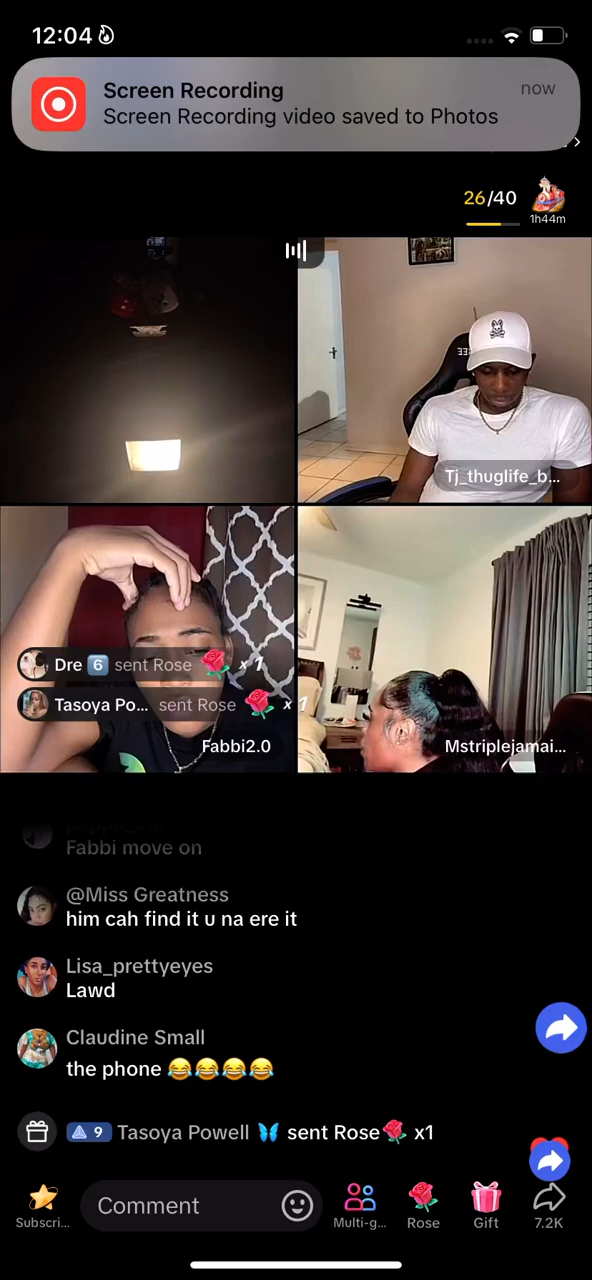 12:04
Screen Recording
now
Screen Recording video saved to Photos
26/40
1h44m
Tj_thuglife_b...
Dre 6 sent Rose x 1
Tasoya Po... sent Rose x 1
Fabbi2.0
Mstriplejamai...
Fabbi move on
@Miss Greatness
him cah find it u na ere it
Lisa_prettyeyes
Lawd
Claudine Small
the phone 😂😂😂😂
9 Tasoya Powell 🦋 sent Rose🌹 x1
Comment
Subscri...
Multi-g...
Rose
Gift
7.2K